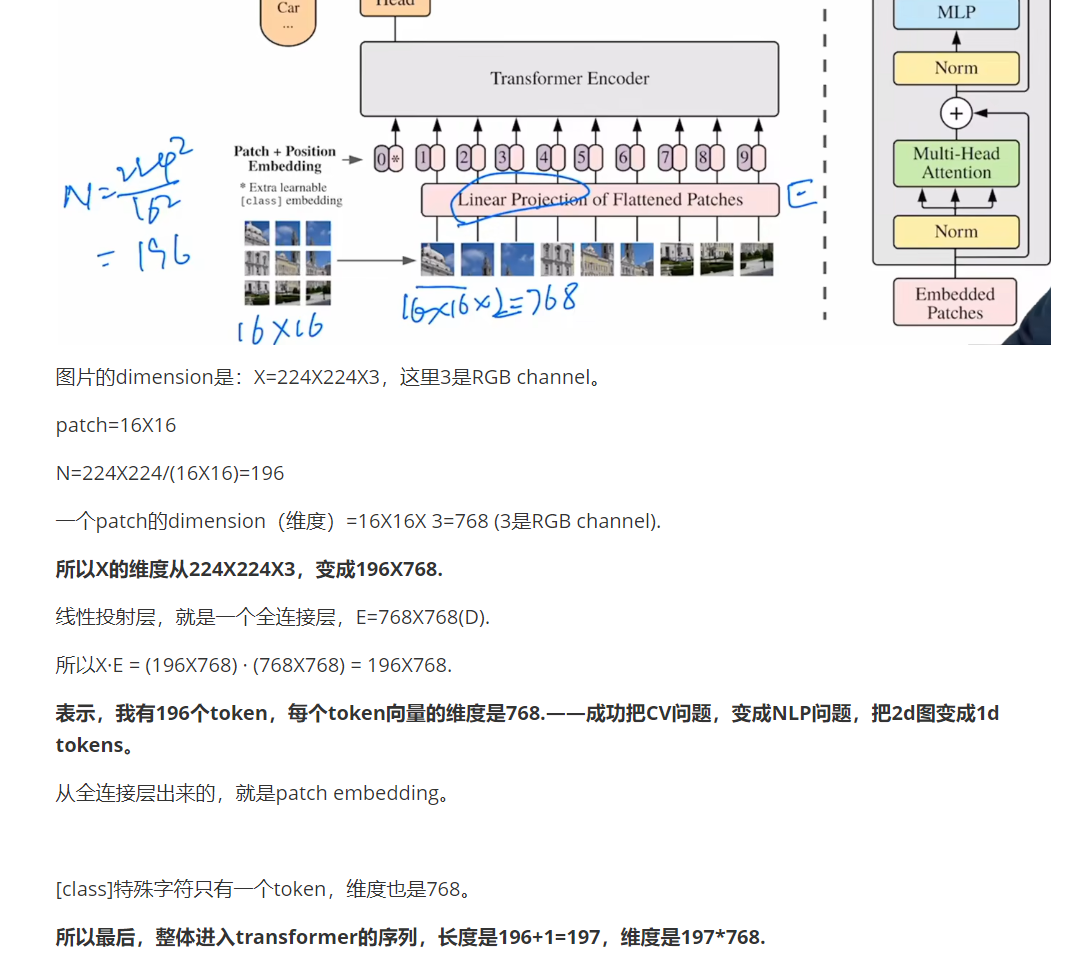 Car
...
Head
Transformer Encoder
Patch + Position
Embedding
* Extra learnable
[class] embedding
0 * 1 2 3 4 5 6 7 8 9
Linear Projection of Flattened Patches
E
N=224²/16²
=196
16×16
16×16×3=768
MLP
Norm
+
Multi-Head
Attention
Norm
Embedded
Patches
图片的dimension是：X=224X224X3，这里3是RGB channel。
patch=16X16
N=224X224/(16X16)=196
一个patch的dimension（维度）=16X16X 3=768 (3是RGB channel).
所以X的维度从224X224X3，变成196X768.
线性投射层，就是一个全连接层，E=768X768(D).
所以X·E = (196X768) · (768X768) = 196X768.
表示，我有196个token，每个token向量的维度是768.——成功把CV问题，变成NLP问题，把2d图变成1d
tokens。
从全连接层出来的，就是patch embedding。
[class]特殊字符只有一个token，维度也是768。
所以最后，整体进入transformer的序列，长度是196+1=197，维度是197*768.